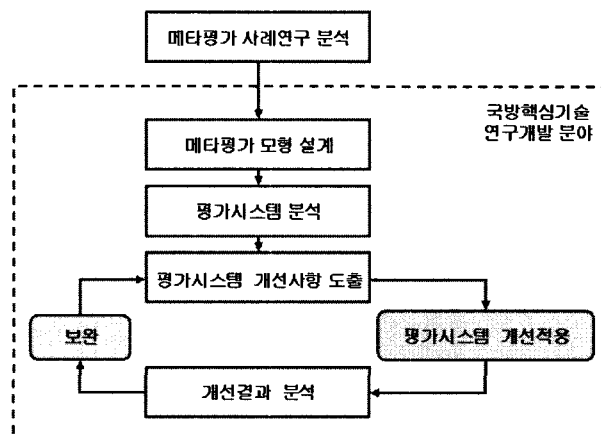 메타평가 사례연구 분석
국방핵심기술
연구개발 분야
메타평가 모형 설계
평가시스템 분석
평가시스템 개선사항 도출
보완
평가시스템 개선적용
개선결과 분석